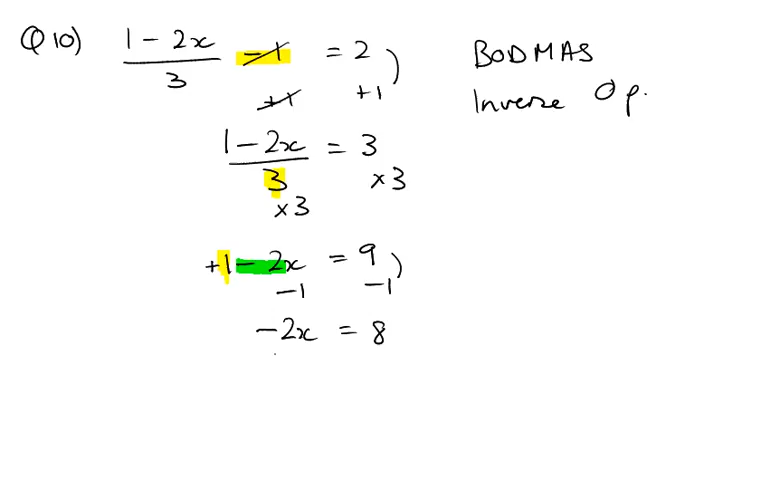 Q10) (1 - 2x)/3 - 1 = 2 )
+1 +1
BODMAS
Inverse Op.
(1 - 2x)/3 = 3
×3 ×3
+1 - 2x = 9 )
-1 -1
-2x = 8